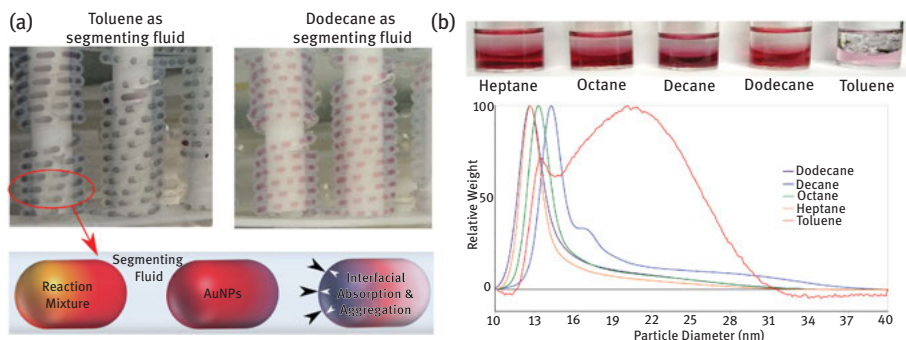 (a)
Toluene as
segmenting fluid
Dodecane as
segmenting fluid
Reaction
Mixture
Segmenting
Fluid
AuNPs
Interfacial
Absorption &
Aggregation
(b)
Heptane
Octane
Decane
Dodecane
Toluene
Relative Weight
100
50
0
Dodecane
Decane
Octane
Heptane
Toluene
10 13 16 19 22 25 28 31 34 37 40
Particle Diameter (nm)